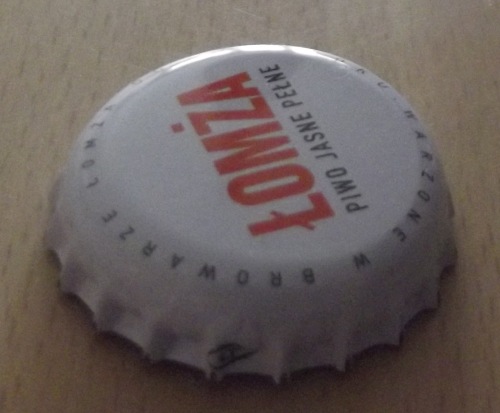 ŁOMŻA
PIWO JASNE PEŁNE
WARZONE W BROWARZE